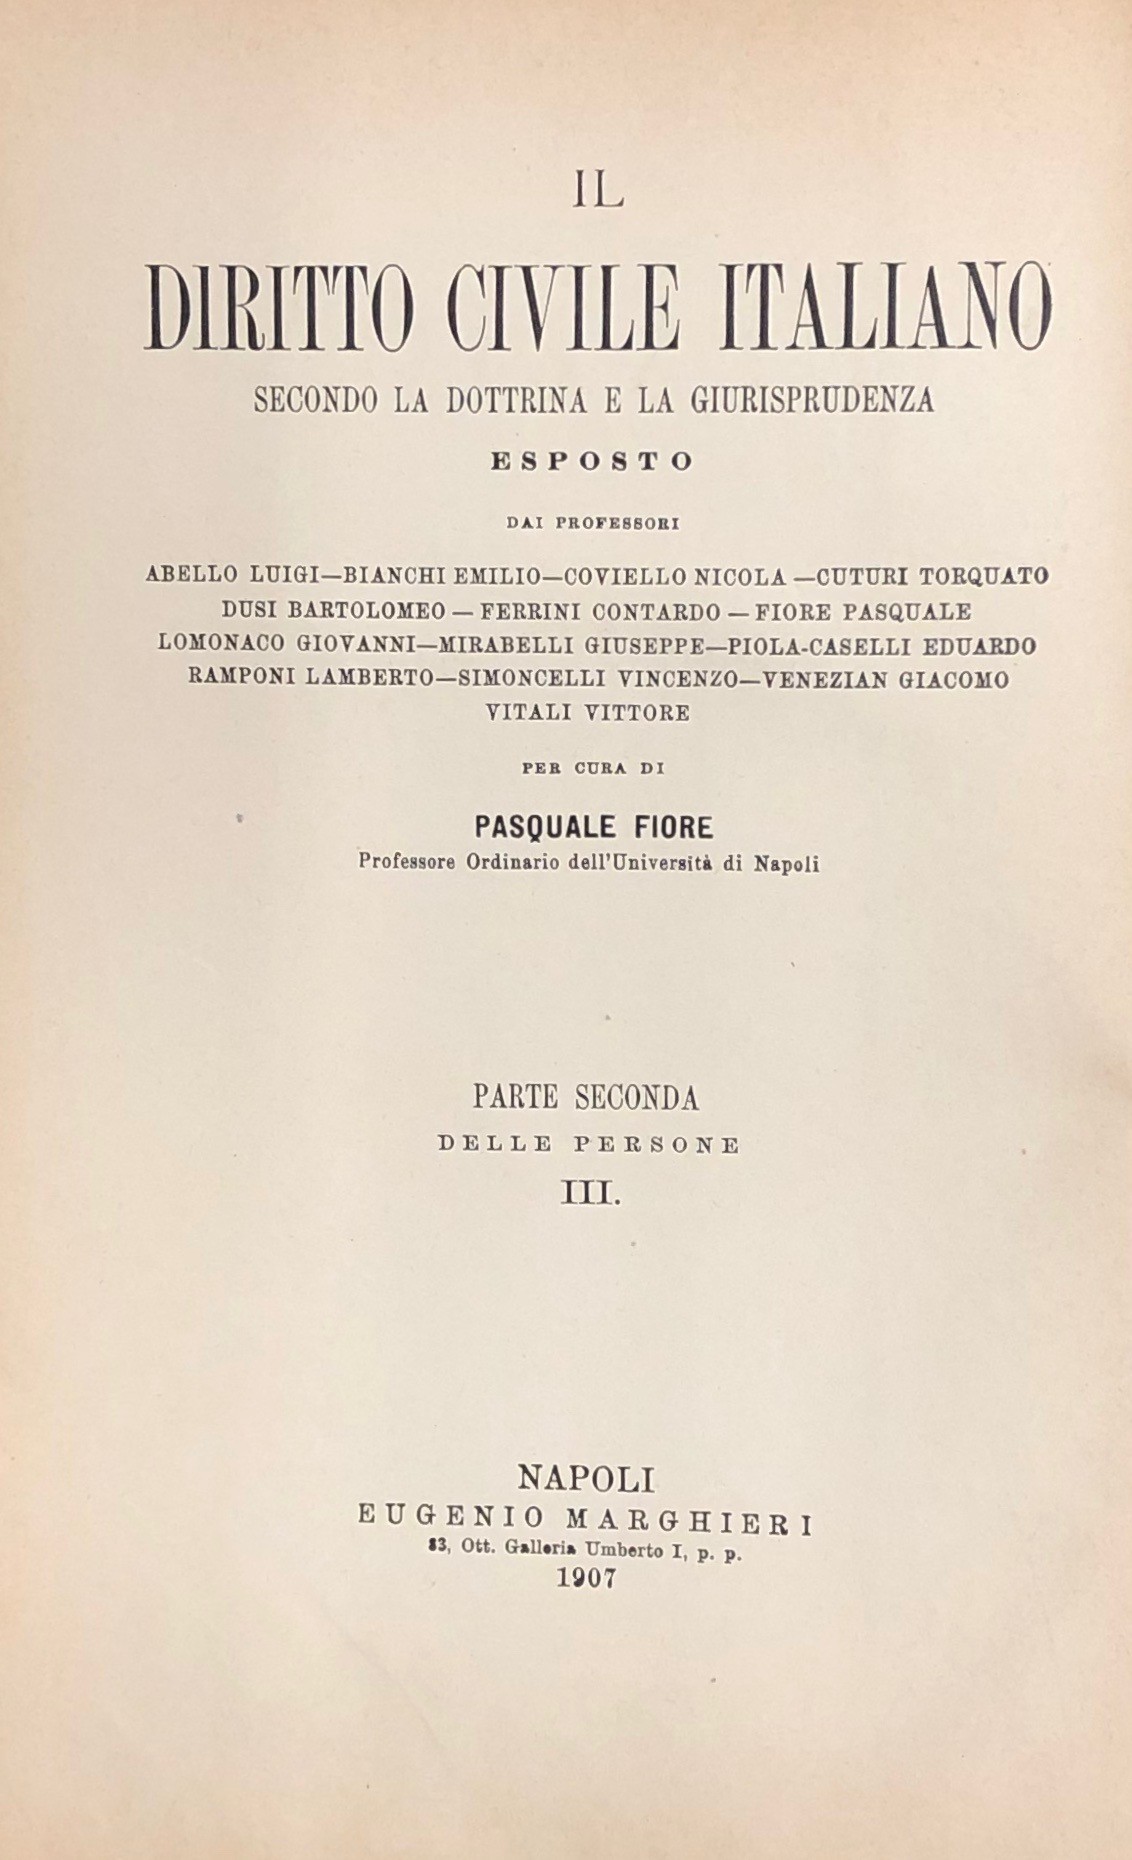 IL
DIRITTO CIVILE ITALIANO
SECONDO LA DOTTRINA E LA GIURISPRUDENZA
ESPOSTO
DAI PROFESSORI
ABELLO LUIGI—BIANCHI EMILIO—COVIELLO NICOLA—CUTURI TORQUATO
DUSI BARTOLOMEO — FERRINI CONTARDO — FIORE PASQUALE
LOMONACO GIOVANNI—MIRABELLI GIUSEPPE—PIOLA-CASELLI EDUARDO
RAMPONI LAMBERTO—SIMONCELLI VINCENZO—VENEZIAN GIACOMO
VITALI VITTORE
PER CURA DI
PASQUALE FIORE
Professore Ordinario dell'Università di Napoli
PARTE SECONDA
DELLE PERSONE
III.
NAPOLI
EUGENIO MARGHIERI
83, Ott. Galleria Umberto I, p. p.
1907